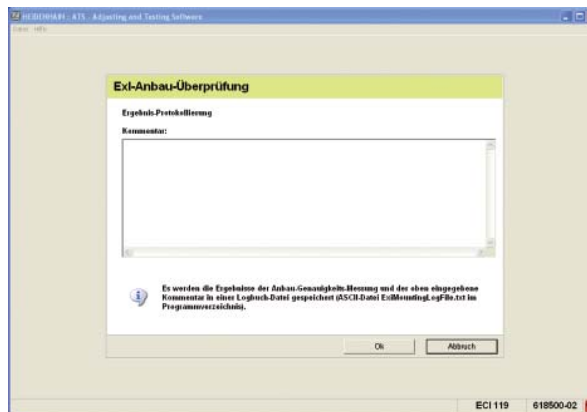 HEIDENHAIN : ATS - Adjusting and Testing Software
Datei Hilfe
ExI-Anbau-Überprüfung
Ergebnis-Protokollierung
Kommentar:
Es werden die Ergebnisse der Anbau-Genauigkeits-Messung und der oben eingegebene
Kommentar in einer Logbuch-Datei gespeichert (ASCII-Datei ExiMountingLogFile.txt im
Programmverzeichnis).
Ok Abbruch
ECI 119 618500-02